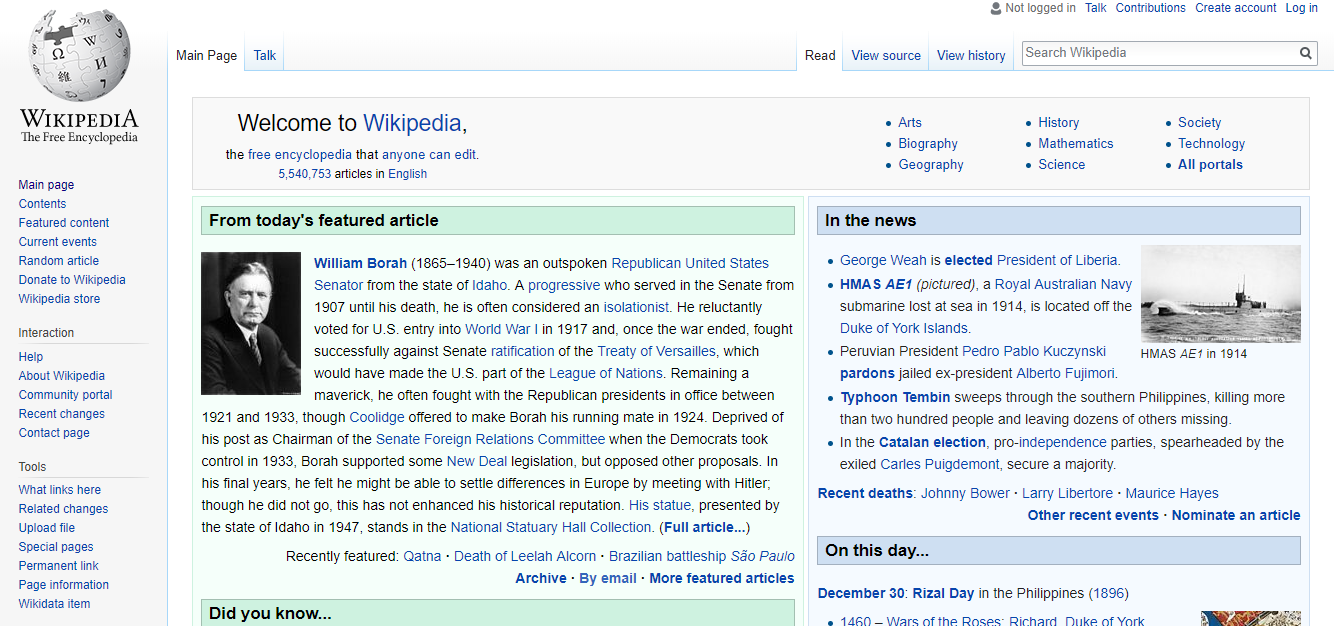 Not logged in Talk Contributions Create account Log in
Main Page Talk Read View source View history Search Wikipedia
Ω W И 維 7
WIKIPEDIA
The Free Encyclopedia
Main page
Contents
Featured content
Current events
Random article
Donate to Wikipedia
Wikipedia store
Interaction
Help
About Wikipedia
Community portal
Recent changes
Contact page
Tools
What links here
Related changes
Upload file
Special pages
Permanent link
Page information
Wikidata item
Welcome to Wikipedia,
the free encyclopedia that anyone can edit.
5,540,753 articles in English
Arts
Biography
Geography
History
Mathematics
Science
Society
Technology
All portals
From today's featured article
William Borah (1865–1940) was an outspoken Republican United States
Senator from the state of Idaho. A progressive who served in the Senate from
1907 until his death, he is often considered an isolationist. He reluctantly
voted for U.S. entry into World War I in 1917 and, once the war ended, fought
successfully against Senate ratification of the Treaty of Versailles, which
would have made the U.S. part of the League of Nations. Remaining a
maverick, he often fought with the Republican presidents in office between
1921 and 1933, though Coolidge offered to make Borah his running mate in 1924. Deprived of
his post as Chairman of the Senate Foreign Relations Committee when the Democrats took
control in 1933, Borah supported some New Deal legislation, but opposed other proposals. In
his final years, he felt he might be able to settle differences in Europe by meeting with Hitler;
though he did not go, this has not enhanced his historical reputation. His statue, presented by
the state of Idaho in 1947, stands in the National Statuary Hall Collection. (Full article...)
Recently featured: Qatna · Death of Leelah Alcorn · Brazilian battleship São Paulo
Archive · By email · More featured articles
Did you know...
In the news
George Weah is elected President of Liberia.
HMAS AE1 (pictured), a Royal Australian Navy
submarine lost at sea in 1914, is located off the
Duke of York Islands.
Peruvian President Pedro Pablo Kuczynski
pardons jailed ex-president Alberto Fujimori.
HMAS AE1 in 1914
Typhoon Tembin sweeps through the southern Philippines, killing more
than two hundred people and leaving dozens of others missing.
In the Catalan election, pro-independence parties, spearheaded by the
exiled Carles Puigdemont, secure a majority.
Recent deaths: Johnny Bower · Larry Libertore · Maurice Hayes
Other recent events · Nominate an article
On this day...
December 30: Rizal Day in the Philippines (1896)
1460 – Wars of the Roses: Richard, Duke of York